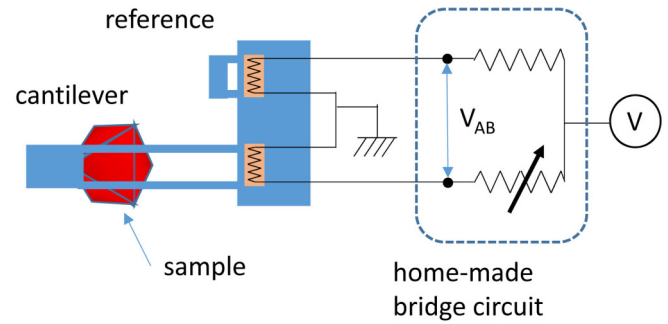 reference
cantilever
V_AB
V
sample
home-made
bridge circuit